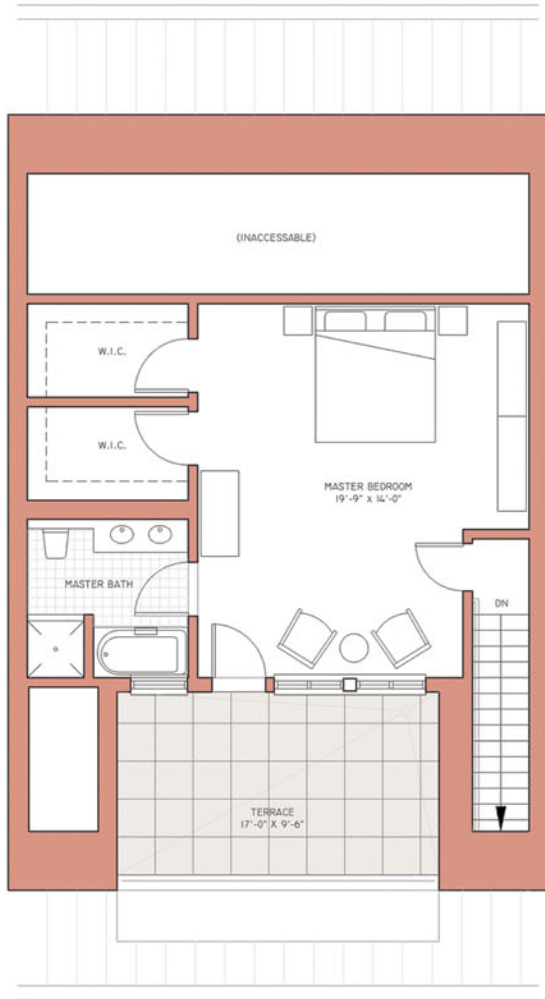 (INACCESSABLE)
W.I.C.
W.I.C.
MASTER BEDROOM
19'-9" X 14'-0"
MASTER BATH
DN
TERRACE
17'-0" X 9'-6"